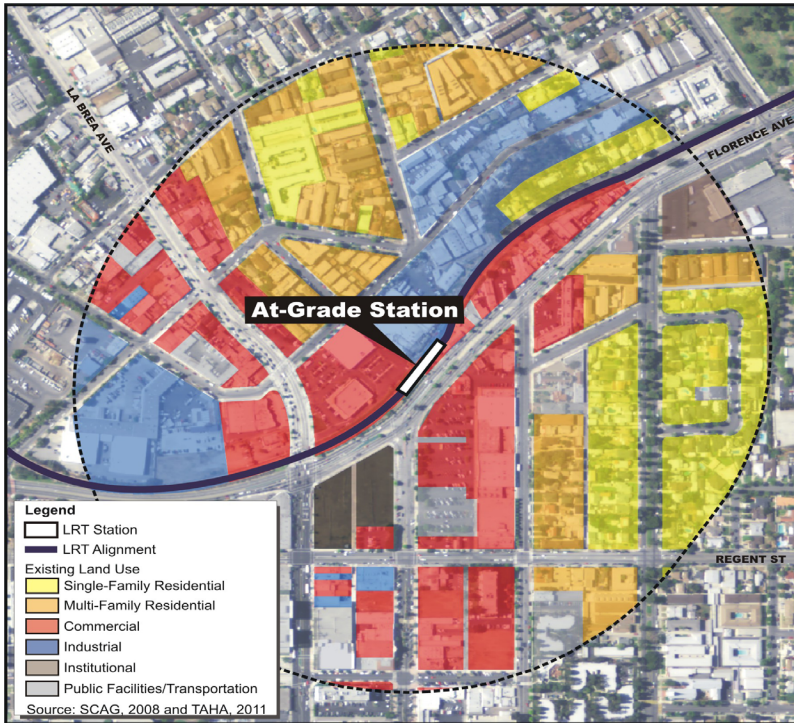 LA BREA AVE
FLORENCE AVE
At-Grade Station
REGENT ST
Legend
LRT Station
LRT Alignment
Existing Land Use
Single-Family Residential
Multi-Family Residential
Commercial
Industrial
Institutional
Public Facilities/Transportation
Source: SCAG, 2008 and TAHA, 2011